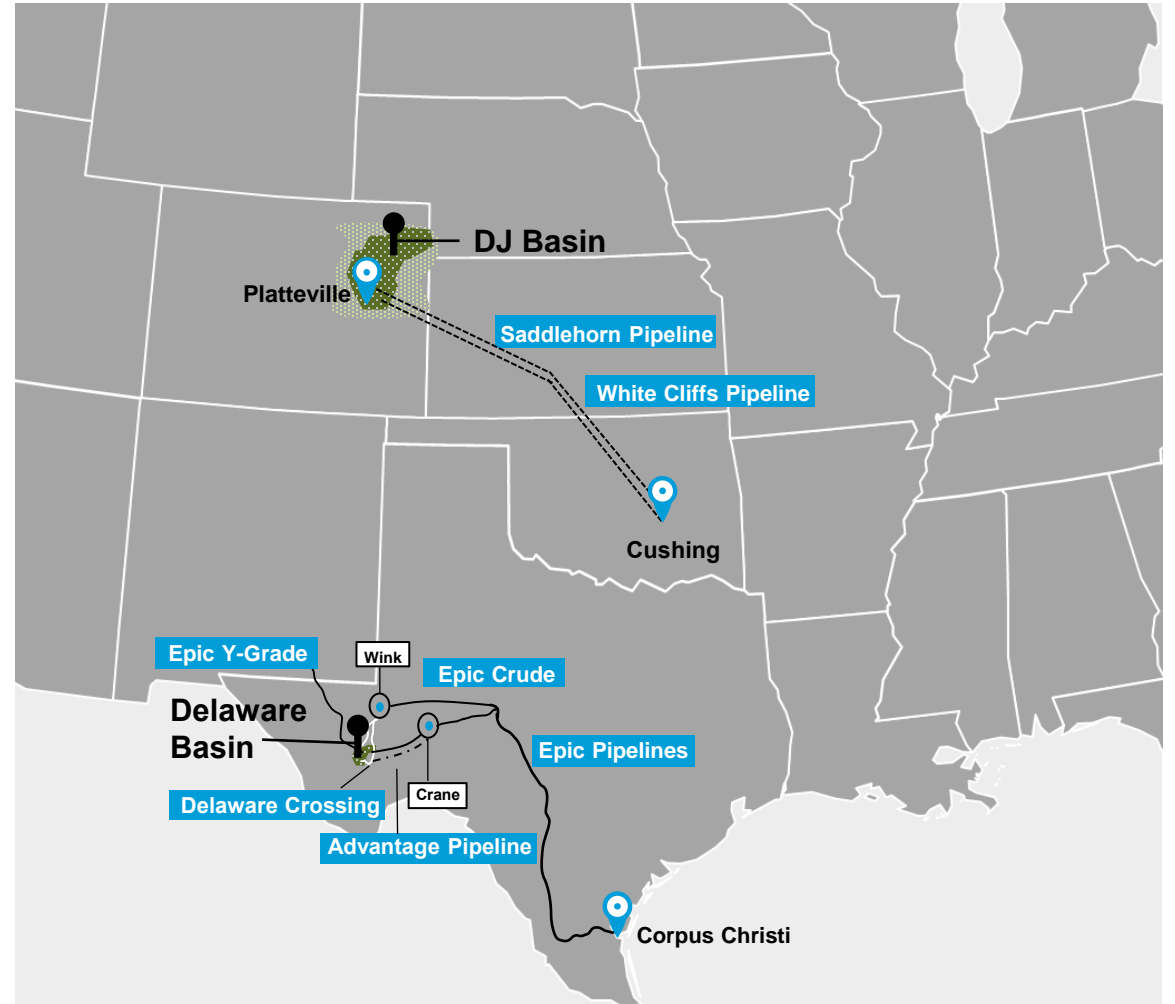 DJ Basin
Platteville
Saddlehorn Pipeline
White Cliffs Pipeline
Cushing
Epic Y-Grade
Wink
Epic Crude
Delaware
Basin
Epic Pipelines
Crane
Delaware Crossing
Advantage Pipeline
Corpus Christi